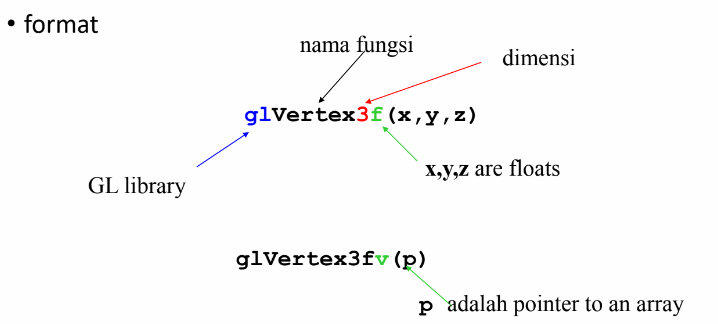 • format
nama fungsi
dimensi
glVertex3f(x,y,z)
x,y,z are floats
GL library
glVertex3fv(p)
p adalah pointer to an array